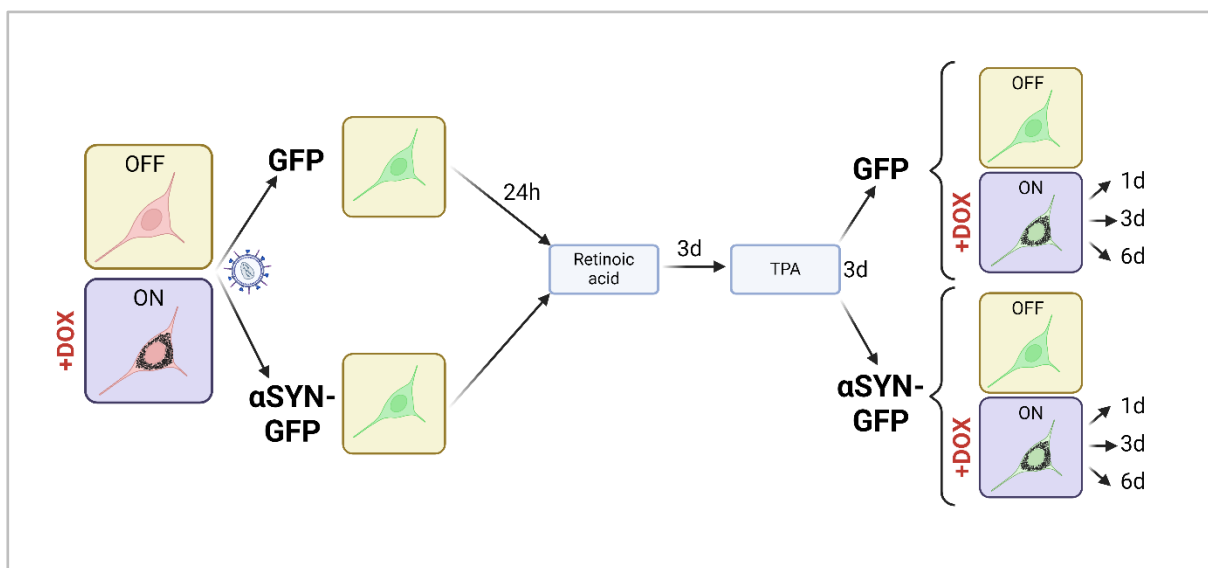 OFF
ON
+DOX
GFP
αSYN-
GFP
24h
Retinoic
acid
3d
TPA
3d
GFP
OFF
ON
+DOX
1d
3d
6d
αSYN-
GFP
OFF
ON
+DOX
1d
3d
6d